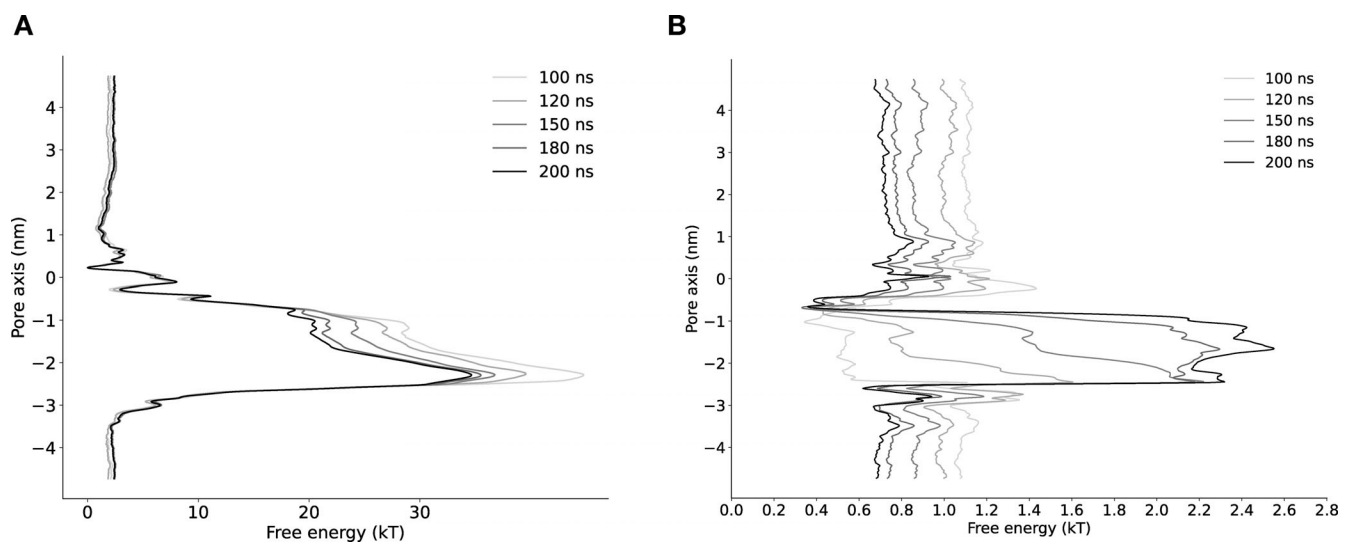 A
100 ns
120 ns
150 ns
180 ns
200 ns
4
3
2
1
0
−1
−2
−3
−4
Pore axis (nm)
0 10 20 30
Free energy (kT)
B
100 ns
120 ns
150 ns
180 ns
200 ns
4
3
2
1
0
−1
−2
−3
−4
Pore axis (nm)
0.0 0.2 0.4 0.6 0.8 1.0 1.2 1.4 1.6 1.8 2.0 2.2 2.4 2.6 2.8
Free energy (kT)